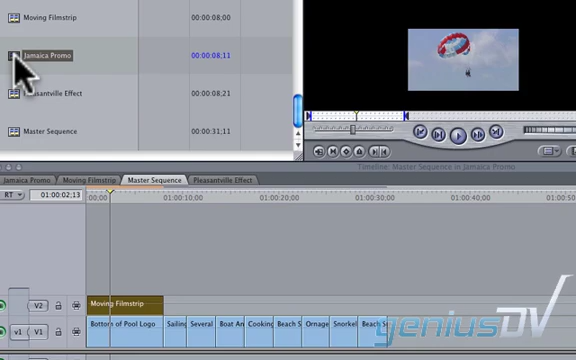 Moving Filmstrip 00:00:08;00
Jamaica Promo 00:00:08;11
Pleasantville Effect 00:00:08;21
Master Sequence 00:00:31;11
Timeline: Master Sequence in Jamaica Promo
Jamaica Promo Moving Filmstrip Master Sequence Pleasantville Effect
RT 01:00:02;13 00:00 01:00:10;00 01:00:20;00 01:00:30;00 01:00:40;00 01:00:50
V2 Moving Filmstrip
v1 V1 Bottom of Pool Logo Sailing Several Boat An Cooking Beach S Ornage Snorkel Beach S
geniusDV